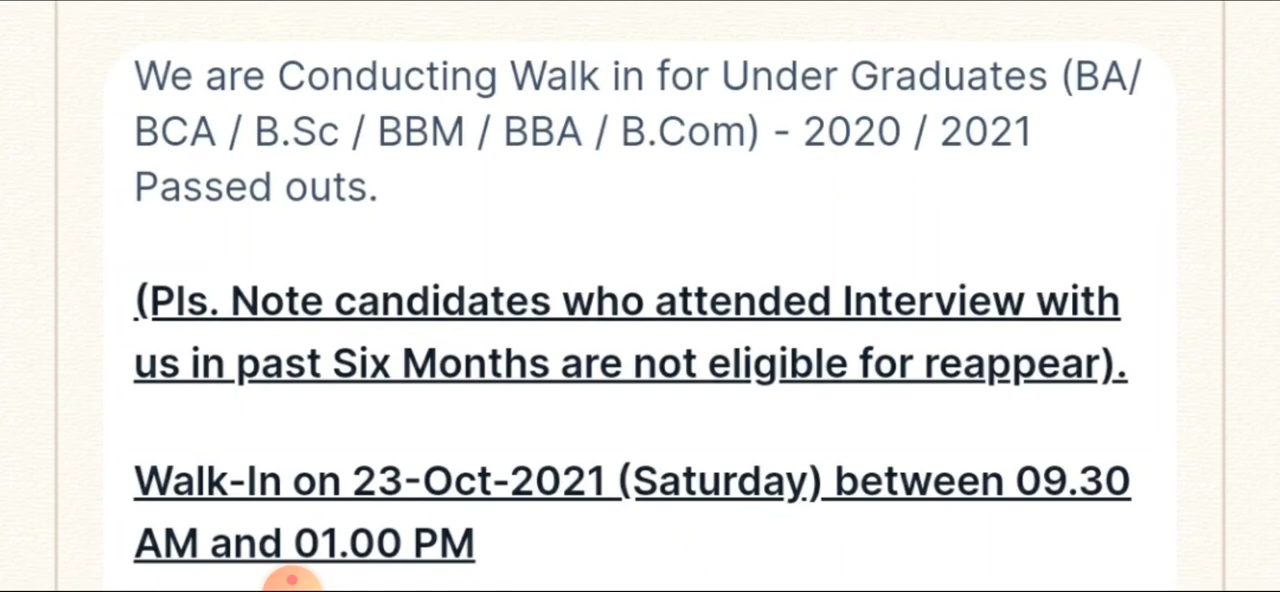 We are Conducting Walk in for Under Graduates (BA/
BCA / B.Sc / BBM / BBA / B.Com) - 2020 / 2021
Passed outs.
(Pls. Note candidates who attended Interview with
us in past Six Months are not eligible for reappear).
Walk-In on 23-Oct-2021 (Saturday) between 09.30
AM and 01.00 PM